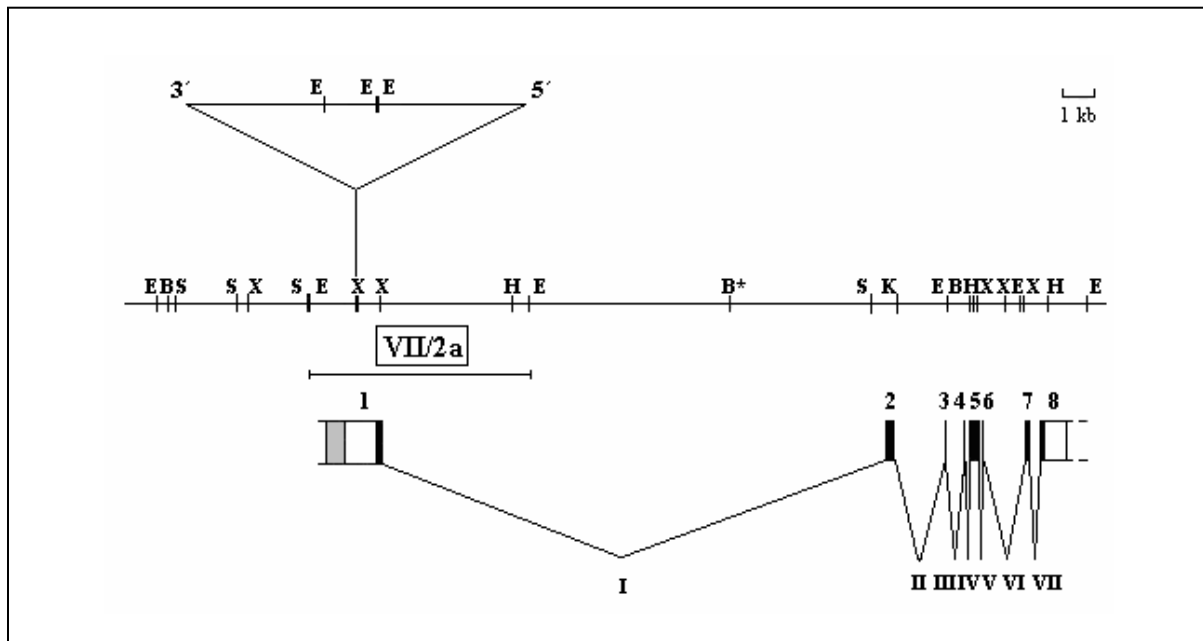 3´ E E E 5´
1 kb
E B S S X S E X X H E B* S K E B H X X E X H E
VII/2a
1 2 3 4 5 6 7 8
I
II III IV V VI VII